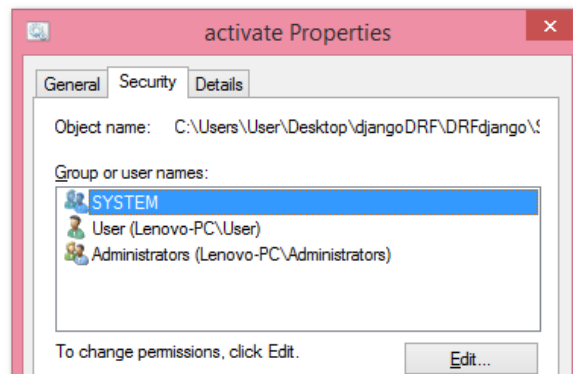 activate Properties
General Security Details
Object name: C:\Users\User\Desktop\djangoDRF\DRFdjango\
Group or user names:
SYSTEM
User (Lenovo-PC\User)
Administrators (Lenovo-PC\Administrators)
To change permissions, click Edit.
Edit...